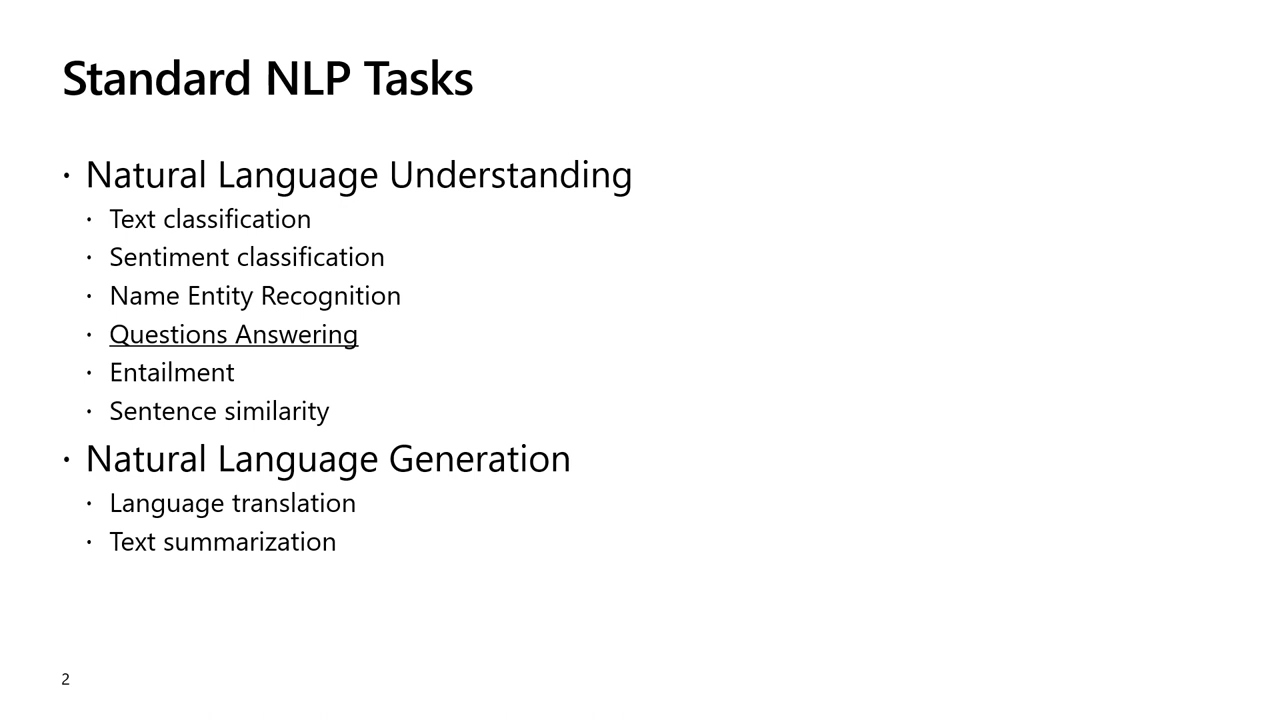 Standard NLP Tasks
· Natural Language Understanding
· Text classification
· Sentiment classification
· Name Entity Recognition
· Questions Answering
· Entailment
· Sentence similarity
· Natural Language Generation
· Language translation
· Text summarization
2